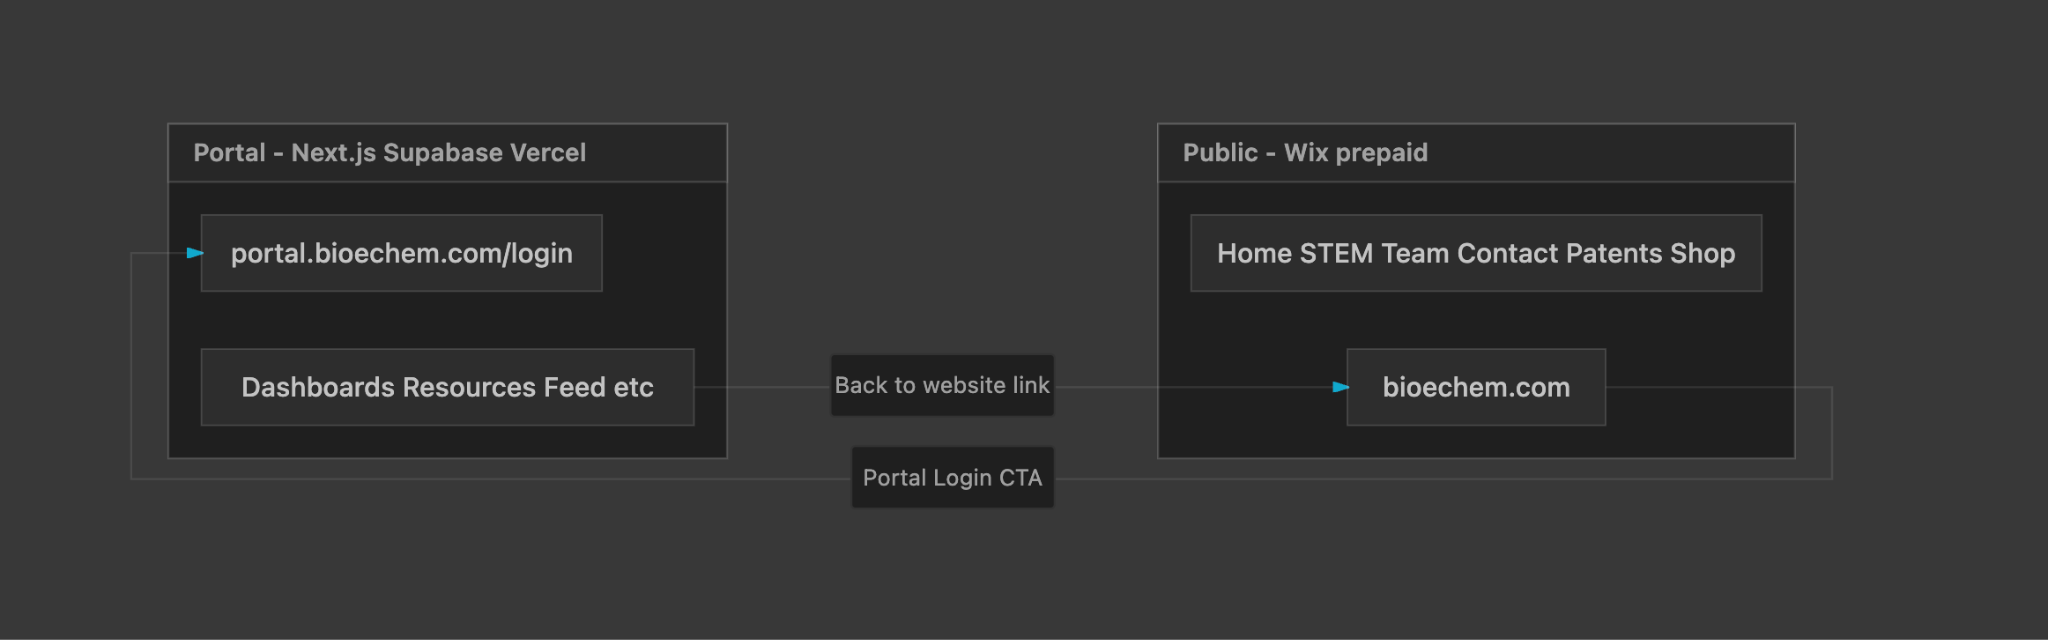 Portal - Next.js Supabase Vercel
portal.bioechem.com/login
Dashboards Resources Feed etc
Back to website link
Portal Login CTA
Public - Wix prepaid
Home STEM Team Contact Patents Shop
bioechem.com